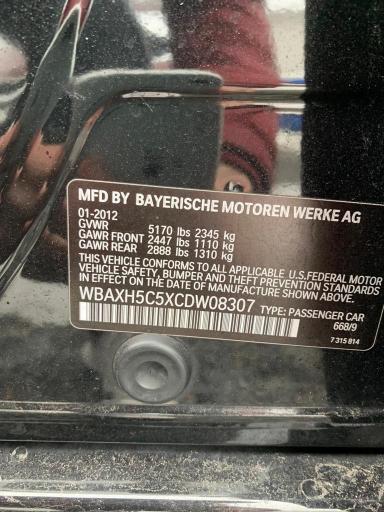 MFD BY BAYERISCHE MOTOREN WERKE AG
01-2012
GVWR 5170 lbs 2345 kg
GAWR FRONT 2447 lbs 1110 kg
GAWR REAR 2888 lbs 1310 kg
THIS VEHICLE CONFORMS TO ALL APPLICABLE U.S.FEDERAL MOTOR
VEHICLE SAFETY, BUMPER AND THEFT PREVENTION STANDARDS
IN EFFECT ON THE DATE OF MANUFACTURE SHOWN ABOVE.
WBAXH5C5XCDW08307 TYPE: PASSENGER CAR
668/9
7 315 814